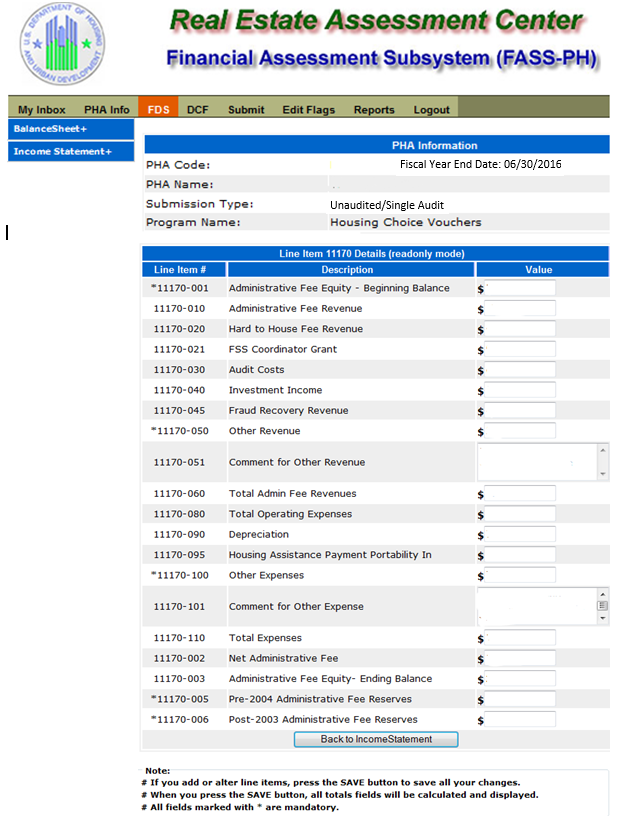 U.S. DEPARTMENT OF HOUSING AND URBAN DEVELOPMENT
Real Estate Assessment Center
Financial Assessment Subsystem (FASS-PH)
My Inbox PHA Info FDS DCF Submit Edit Flags Reports Logout
BalanceSheet+
Income Statement+
PHA Information
PHA Code: Fiscal Year End Date: 06/30/2016
PHA Name:
Submission Type: Unaudited/Single Audit
Program Name: Housing Choice Vouchers
Line Item 11170 Details (readonly mode)
Line Item # Description Value
*11170-001 Administrative Fee Equity - Beginning Balance $
11170-010 Administrative Fee Revenue $
11170-020 Hard to House Fee Revenue $
11170-021 FSS Coordinator Grant $
11170-030 Audit Costs $
11170-040 Investment Income $
11170-045 Fraud Recovery Revenue $
*11170-050 Other Revenue $
11170-051 Comment for Other Revenue
11170-060 Total Admin Fee Revenues $
11170-080 Total Operating Expenses $
11170-090 Depreciation $
11170-095 Housing Assistance Payment Portability In $
*11170-100 Other Expenses $
11170-101 Comment for Other Expense
11170-110 Total Expenses $
11170-002 Net Administrative Fee $
11170-003 Administrative Fee Equity- Ending Balance $
*11170-005 Pre-2004 Administrative Fee Reserves $
*11170-006 Post-2003 Administrative Fee Reserves $
Back to IncomeStatement
Note:
# If you add or alter line items, press the SAVE button to save all your changes.
# When you press the SAVE button, all totals fields will be calculated and displayed.
# All fields marked with * are mandatory.